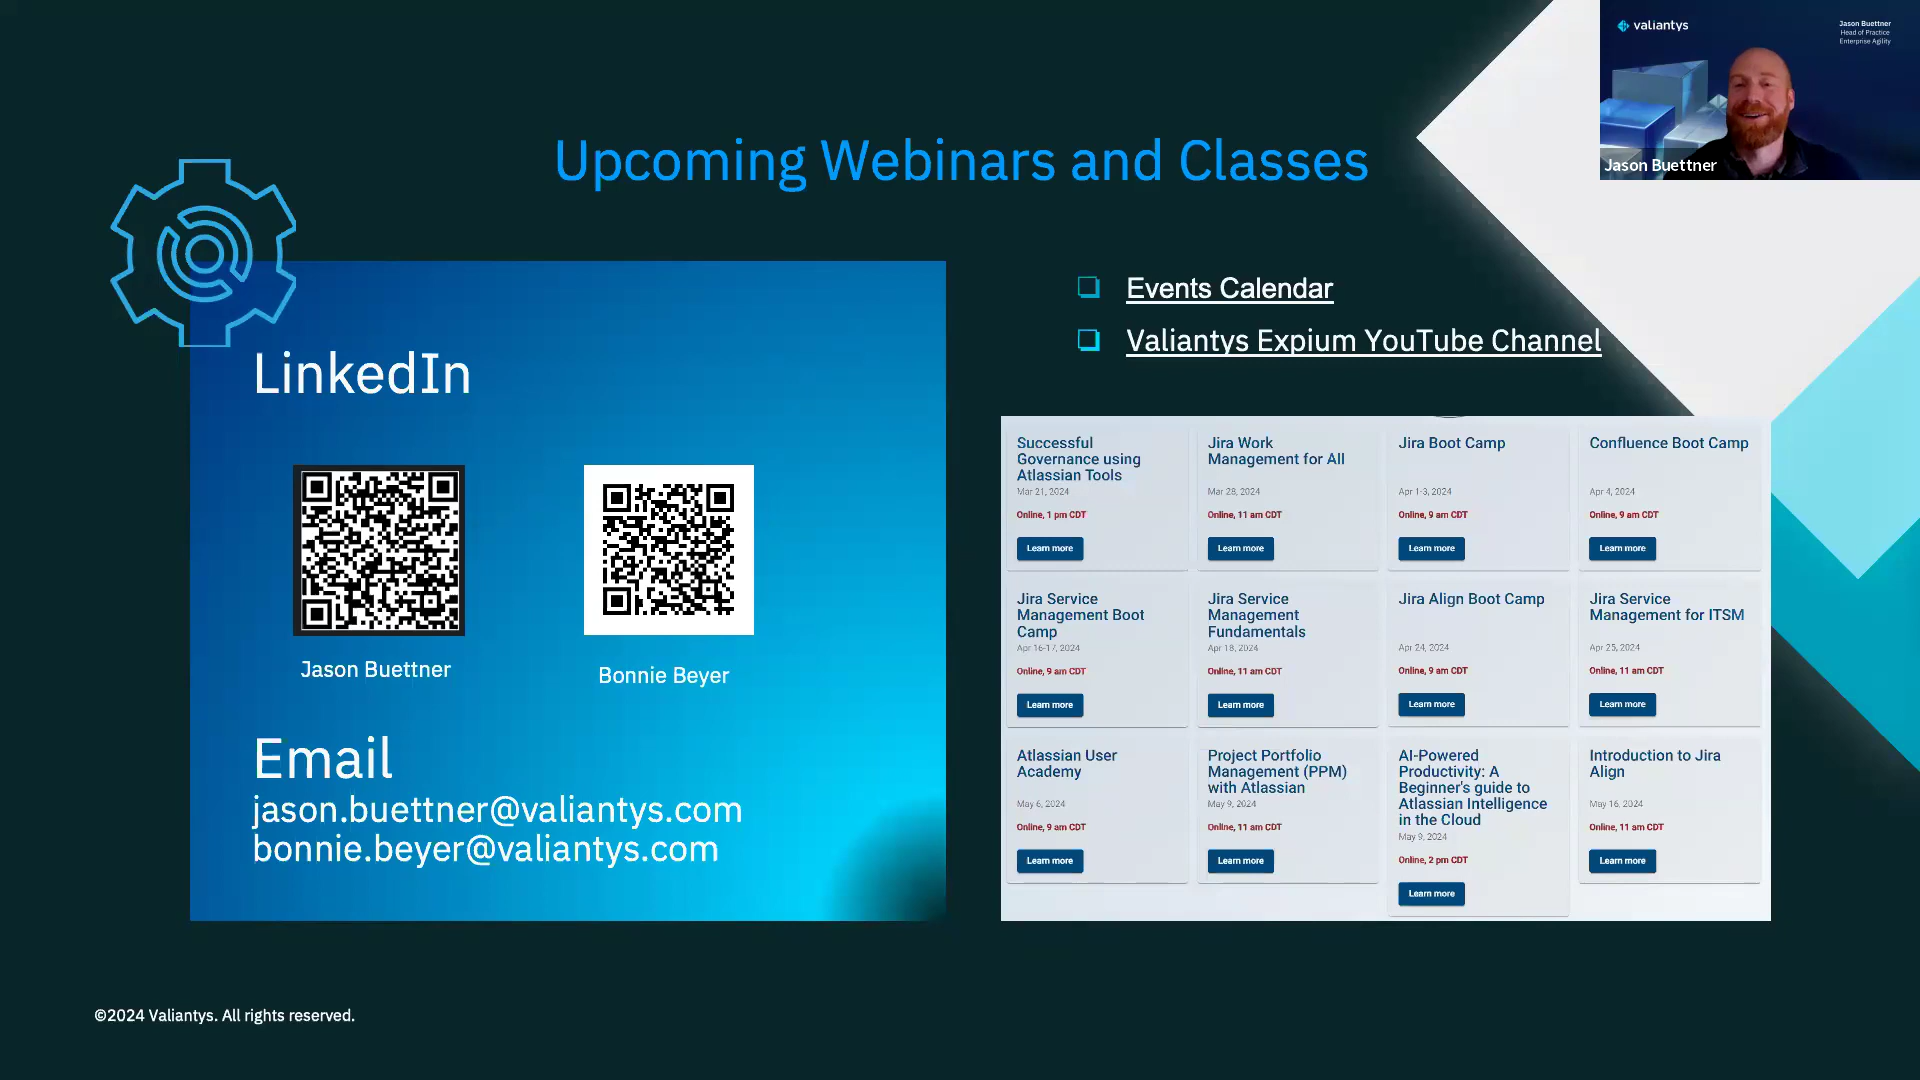 valiantys
Jason Buettner
Head of Practice
Enterprise Agility
Jason Buettner
Upcoming Webinars and Classes
LinkedIn
Jason Buettner
Bonnie Beyer
Email
jason.buettner@valiantys.com
bonnie.beyer@valiantys.com
❏ Events Calendar
❏ Valiantys Expium YouTube Channel
Successful
Governance using
Atlassian Tools
Mar 21, 2024
Online, 1 pm CDT
Learn more
Jira Work
Management for All
Mar 28, 2024
Online, 11 am CDT
Learn more
Jira Boot Camp
Apr 1-3, 2024
Online, 9 am CDT
Learn more
Confluence Boot Camp
Apr 4, 2024
Online, 9 am CDT
Learn more
Jira Service
Management Boot
Camp
Apr 16-17, 2024
Online, 9 am CDT
Learn more
Jira Service
Management
Fundamentals
Apr 18, 2024
Online, 11 am CDT
Learn more
Jira Align Boot Camp
Apr 24, 2024
Online, 9 am CDT
Learn more
Jira Service
Management for ITSM
Apr 25, 2024
Online, 11 am CDT
Learn more
Atlassian User
Academy
May 6, 2024
Online, 9 am CDT
Learn more
Project Portfolio
Management (PPM)
with Atlassian
May 9, 2024
Online, 11 am CDT
Learn more
AI-Powered
Productivity: A
Beginner's guide to
Atlassian Intelligence
in the Cloud
May 9, 2024
Online, 2 pm CDT
Learn more
Introduction to Jira
Align
May 16, 2024
Online, 11 am CDT
Learn more
©2024 Valiantys. All rights reserved.